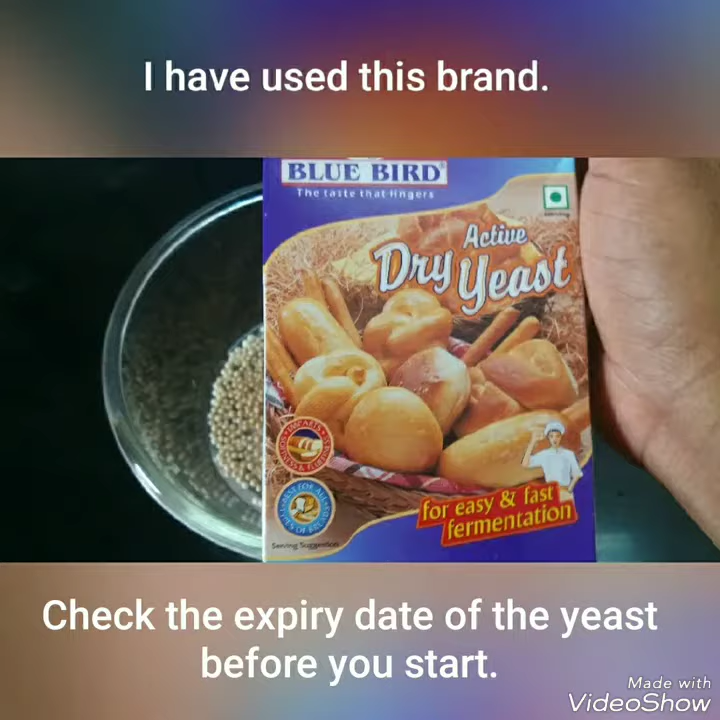 I have used this brand.
BLUE BIRD®
The taste that lingers
Active
Dry Yeast
for easy & fast
fermentation
Serving Suggestion
Check the expiry date of the yeast
before you start.
Made with
VideoShow